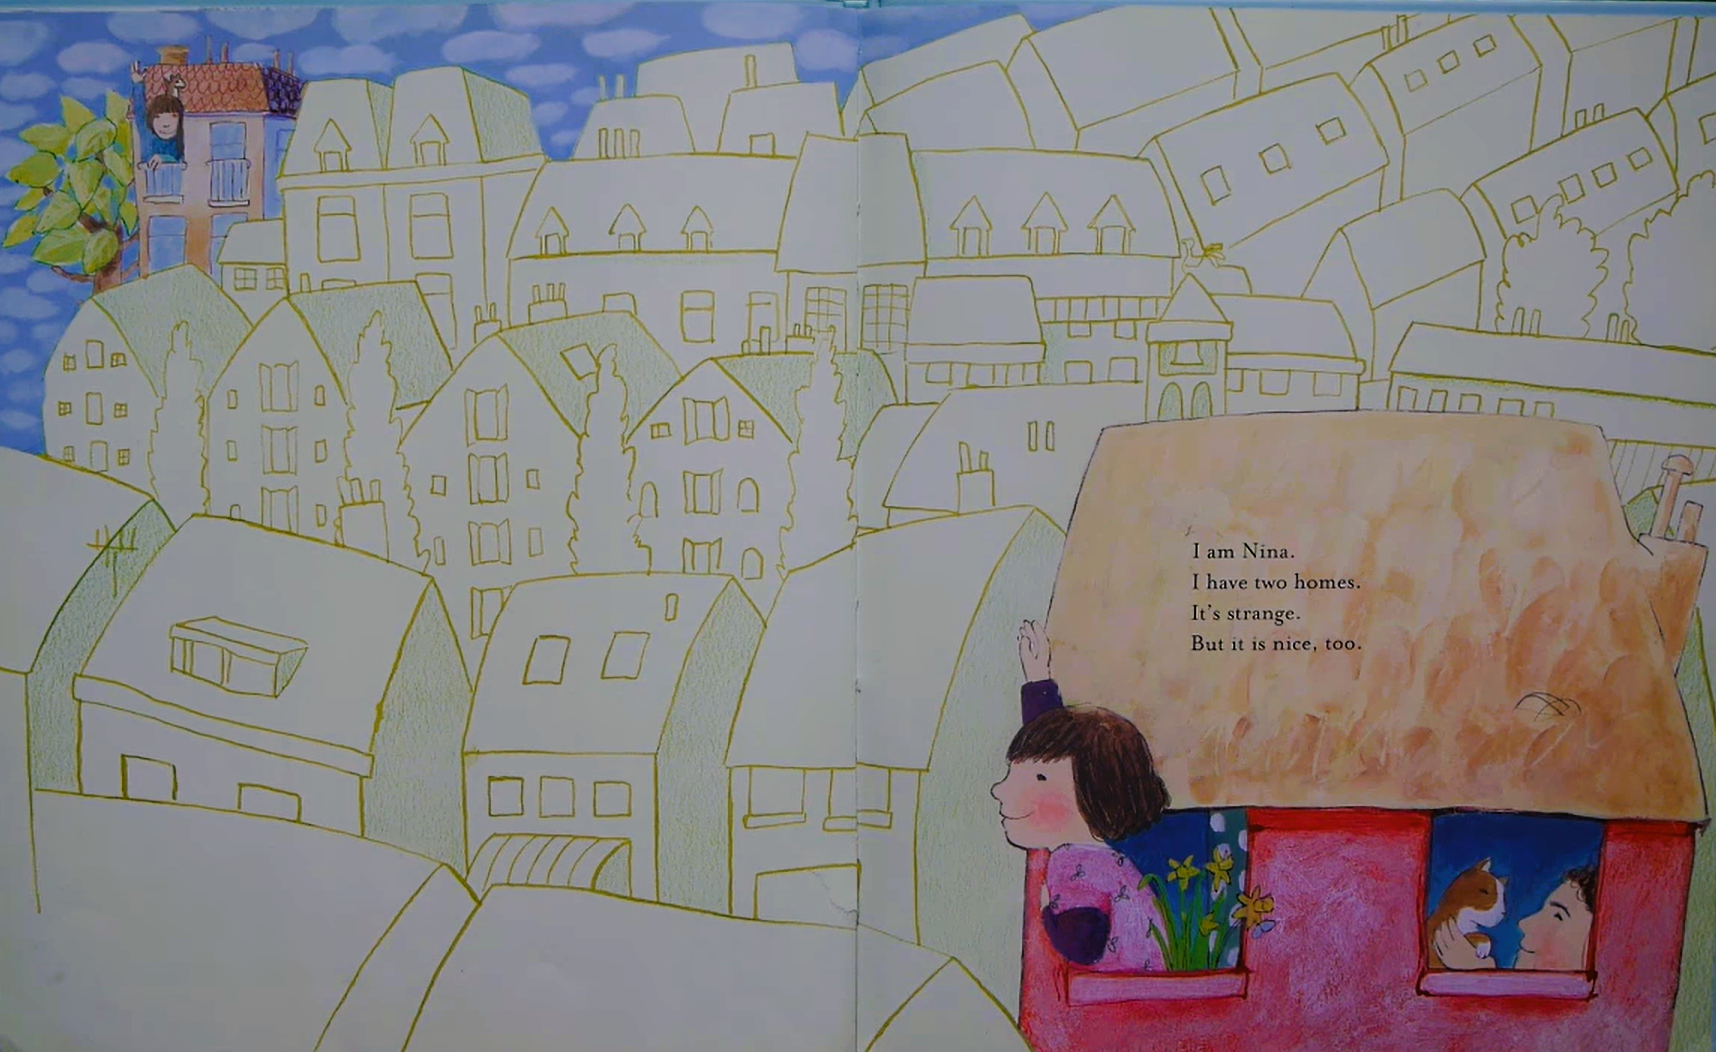 I am Nina.
I have two homes.
It's strange.
But it is nice, too.